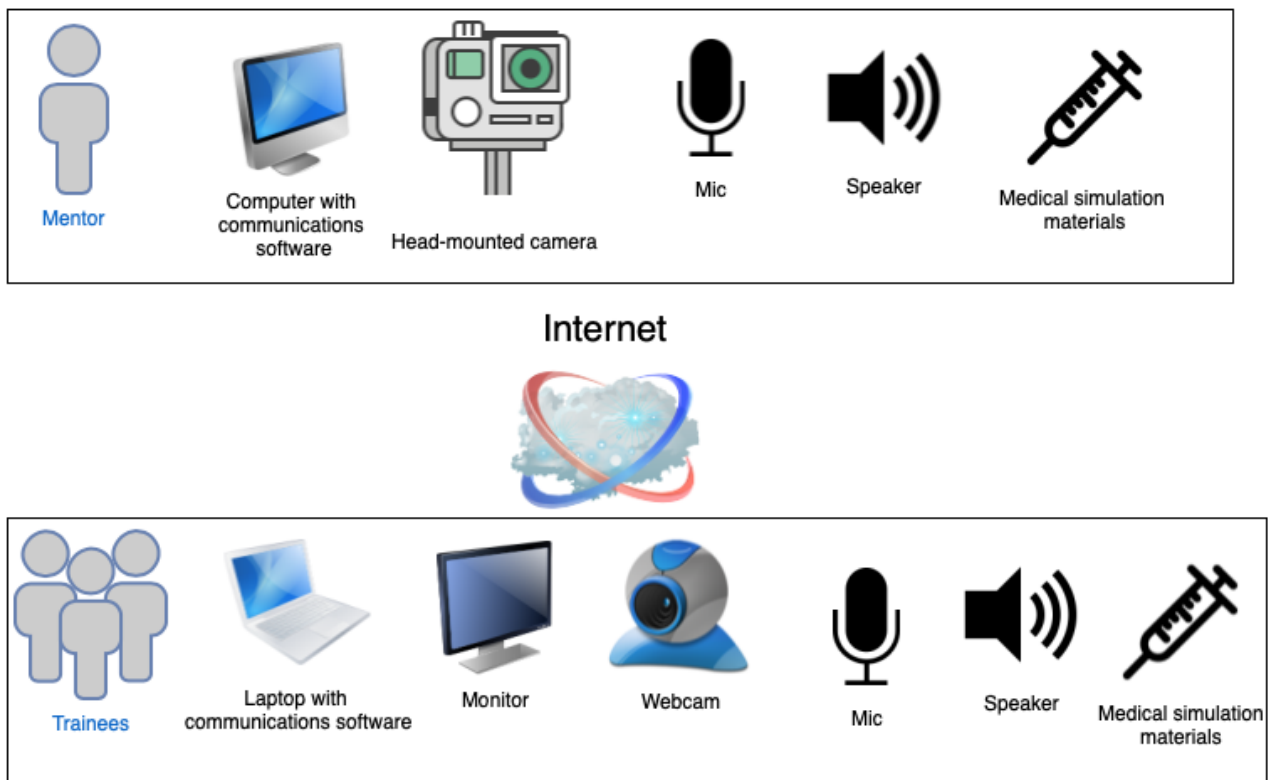 Mentor
Computer with
communications
software
Head-mounted camera
Mic
Speaker
Medical simulation
materials
Internet
Trainees
Laptop with
communications software
Monitor
Webcam
Mic
Speaker
Medical simulation
materials